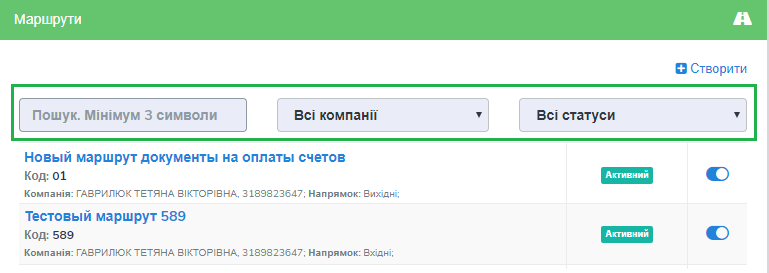 Маршрути
Створити
Пошук. Мінімум 3 символи
Всі компанії
Всі статуси
Новый маршрут документы на оплаты счетов
Код: 01
Активний
Компанія: ГАВРИЛЮК ТЕТЯНА ВІКТОРІВНА, 3189823647; Напрямок: Вихідні;
Тестовый маршрут 589
Код: 589
Активний
Компанія: ГАВРИЛЮК ТЕТЯНА ВІКТОРІВНА, 3189823647; Напрямок: Вхідні;